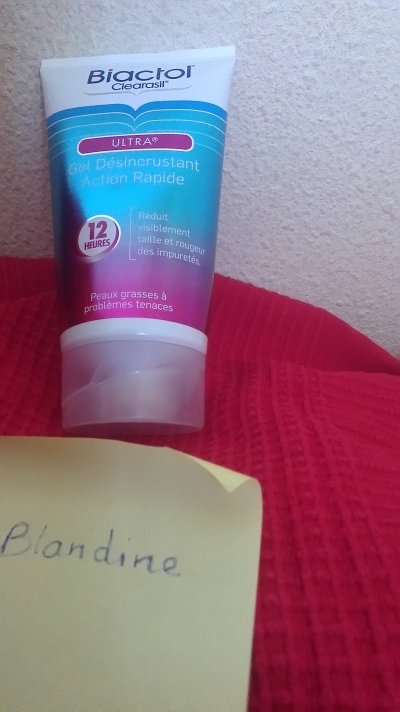 Biactol
Clearasil®
ULTRA®
Gel Désincrustant
Action Rapide
12
HEURES
Réduit
visiblement
taille et rougeur
des impuretés.
Peaux grasses à
problèmes tenaces
Blandine